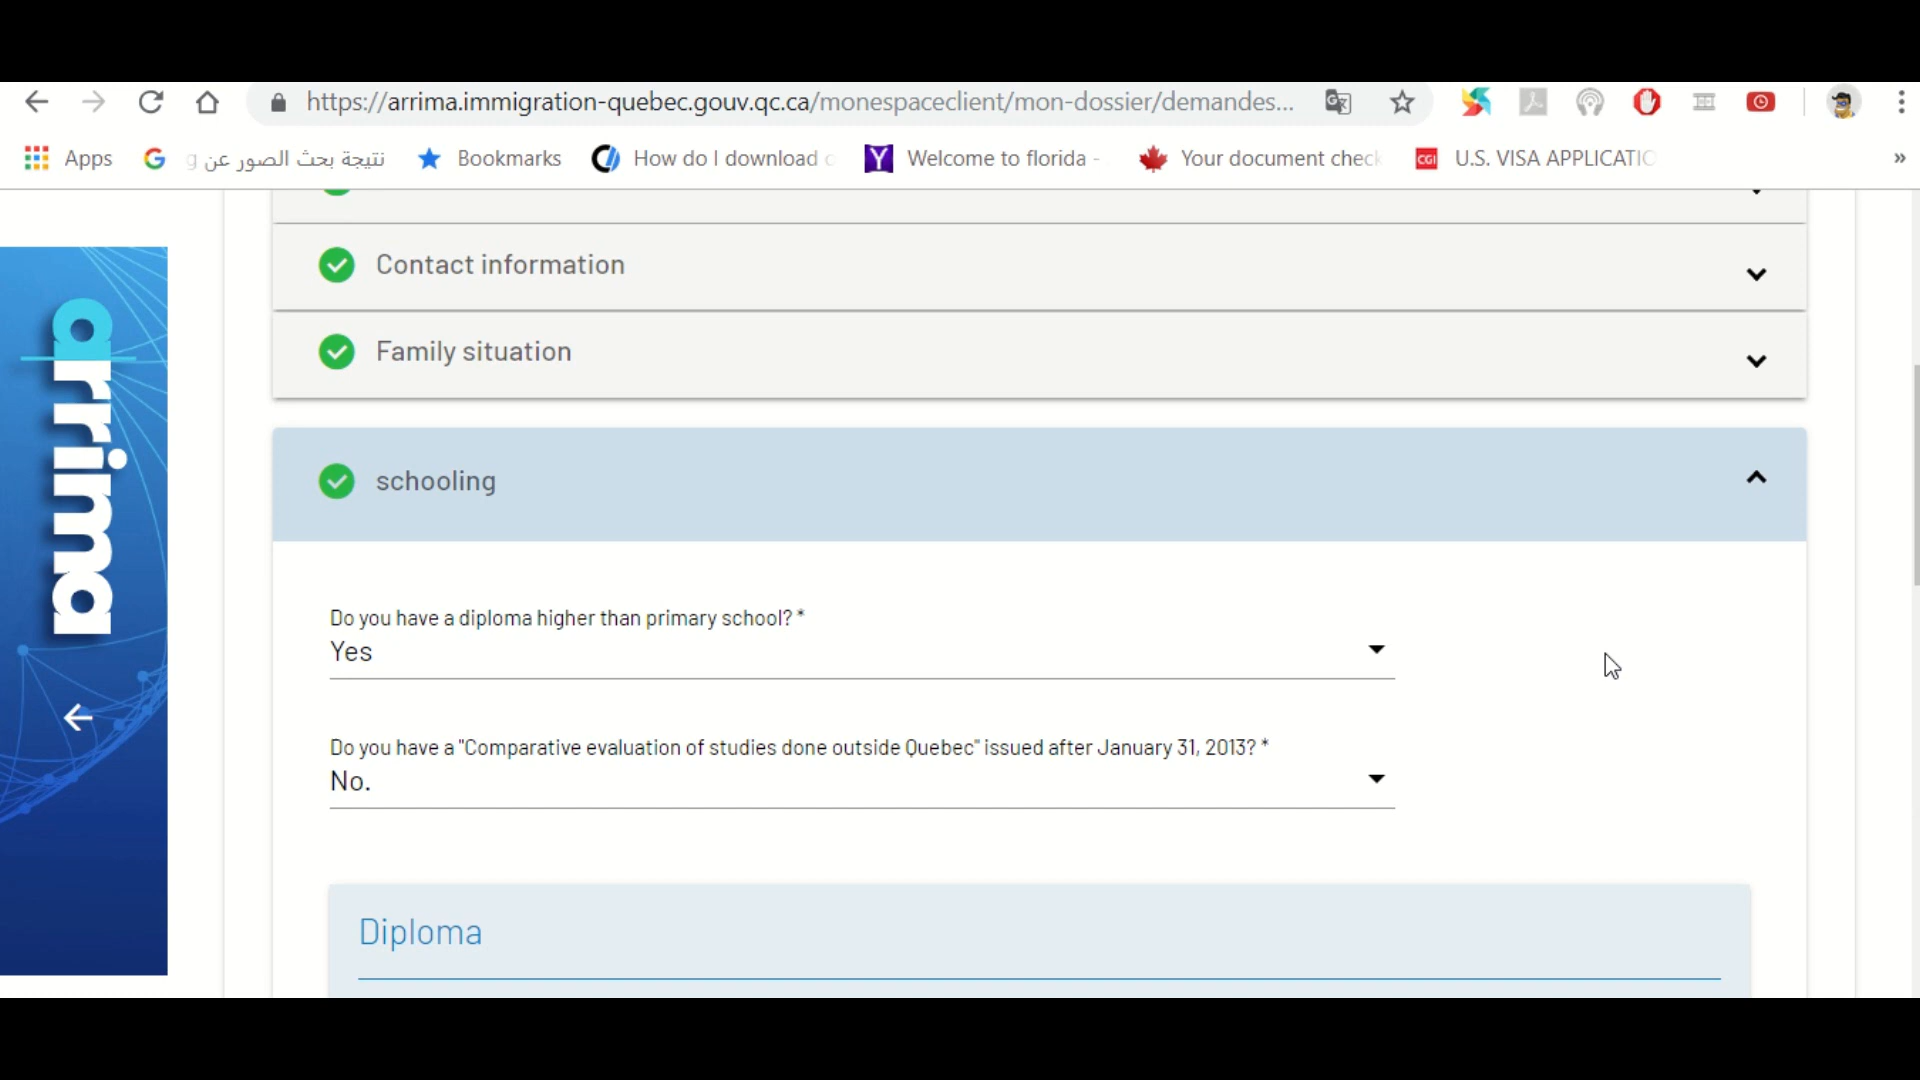 https://arrima.immigration-quebec.gouv.qc.ca/monespaceclient/mon-dossier/demandes...
Apps
نتيجة بحث الصور عن
Bookmarks
How do I download
Welcome to florida -
Your document check
U.S. VISA APPLICATIO
Contact information
Family situation
arrima
schooling
Do you have a diploma higher than primary school? *
Yes
Do you have a "Comparative evaluation of studies done outside Quebec" issued after January 31, 2013? *
No.
Diploma